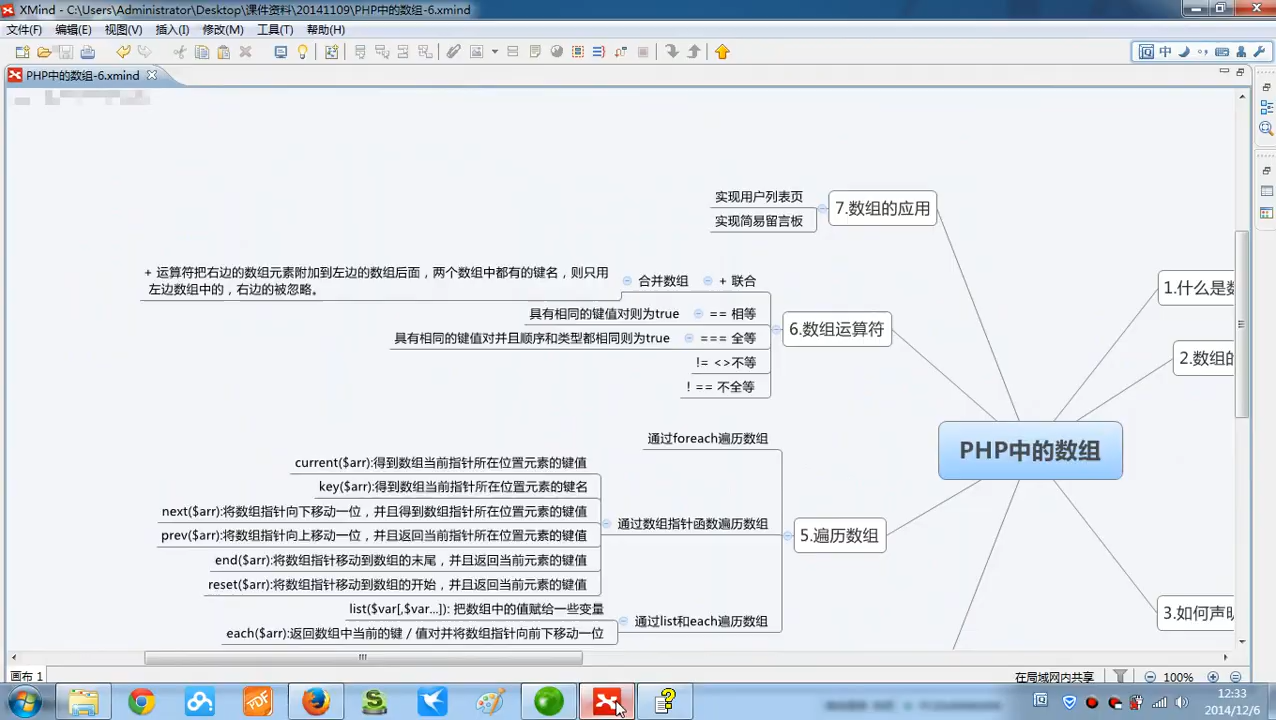 XMind - C:\Users\Administrator\Desktop\课件资料\20141109\PHP中的数组-6.xmind
文件(F) 编辑(E) 视图(V) 插入(I) 修改(M) 工具(T) 帮助(H)
中
PHP中的数组-6.xmind
实现用户列表页
实现简易留言板
7.数组的应用
+ 运算符把右边的数组元素附加到左边的数组后面，两个数组中都有的键名，则只用
左边数组中的，右边的被忽略。
合并数组
+ 联合
具有相同的键值对则为true
== 相等
具有相同的键值对并且顺序和类型都相同则为true
=== 全等
!= <>不等
! == 不全等
6.数组运算符
1.什么是数
2.数组的
PHP中的数组
通过foreach遍历数组
current($arr):得到数组当前指针所在位置元素的键值
key($arr):得到数组当前指针所在位置元素的键名
next($arr):将数组指针向下移动一位，并且得到数组指针所在位置元素的键值
prev($arr):将数组指针向上移动一位，并且返回当前指针所在位置元素的键值
end($arr):将数组指针移动到数组的末尾，并且返回当前元素的键值
reset($arr):将数组指针移动到数组的开始，并且返回当前元素的键值
通过数组指针函数遍历数组
5.遍历数组
list($var[,$var...]): 把数组中的值赋给一些变量
each($arr):返回数组中当前的键／值对并将数组指针向前下移动一位
通过list和each遍历数组
3.如何声明
画布 1
在局域网内共享
100%
PDF
12:33
2014/12/6